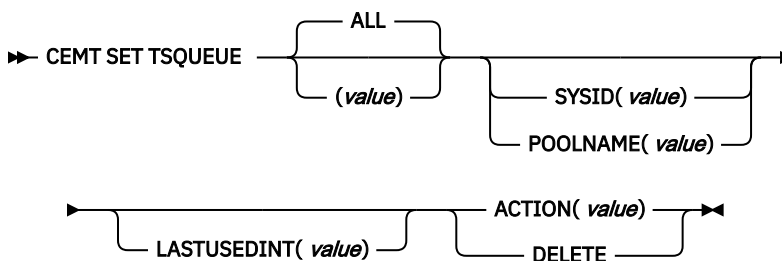 ALL
CEMT SET TSQUEUE
(value)
SYSID( value)
POOLNAME( value)
ACTION( value)
LASTUSEDINT( value)
DELETE